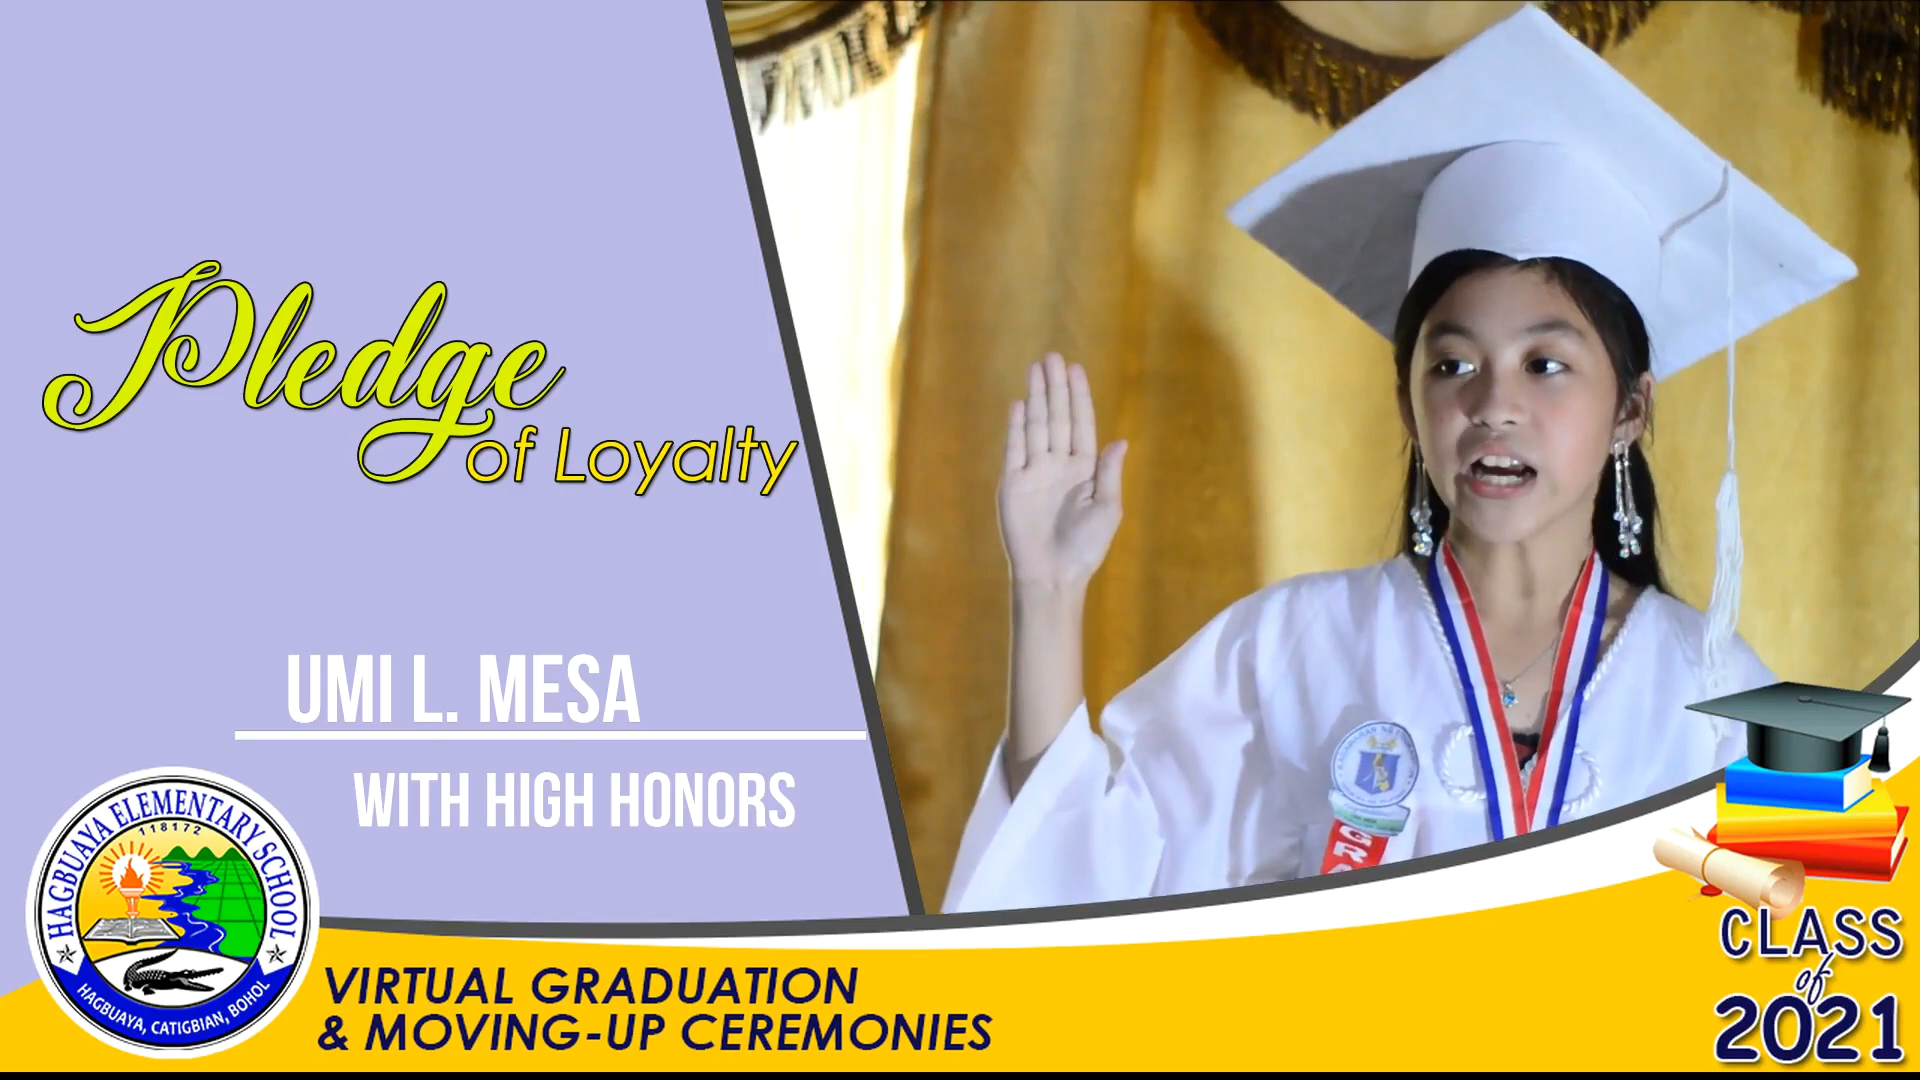 Pledge
of Loyalty
UMI L. MESA
WITH HIGH HONORS
HAGBUAYA ELEMENTARY SCHOOL
118172
HAGBUAYA, CATIGBIAN, BOHOL
VIRTUAL GRADUATION
& MOVING-UP CEREMONIES
GRA
CLASS
of
2021